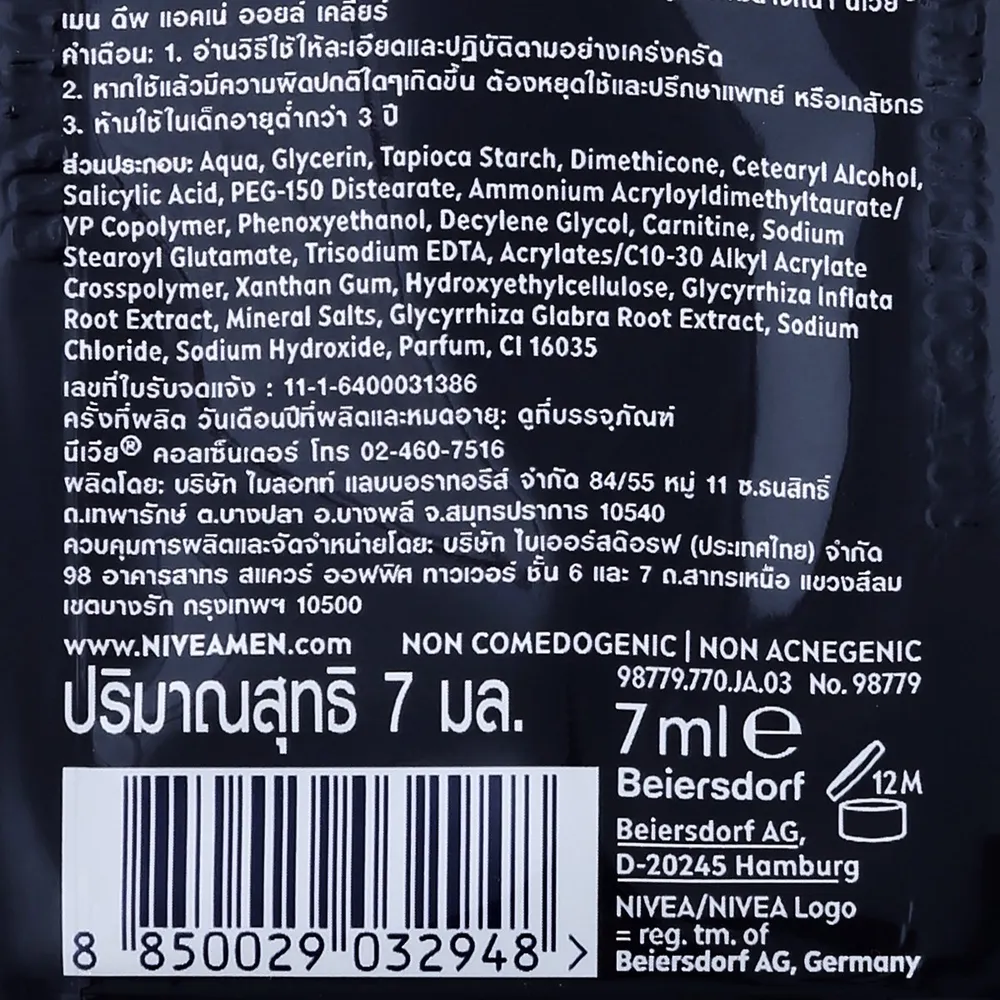 เมน ดีพ แอคเน่ ออยล์ เคลียร์
คำเตือน: 1. อ่านวิธีใช้ให้ละเอียดและปฏิบัติตามอย่างเคร่งครัด
2. หากใช้แล้วมีความผิดปกติใดๆเกิดขึ้น ต้องหยุดใช้และปรึกษาแพทย์ หรือเภสัชกร
3. ห้ามใช้ในเด็กอายุต่ำกว่า 3 ปี
ส่วนประกอบ: Aqua, Glycerin, Tapioca Starch, Dimethicone, Cetearyl Alcohol,
Salicylic Acid, PEG-150 Distearate, Ammonium Acryloyldimethyltaurate/
VP Copolymer, Phenoxyethanol, Decylene Glycol, Carnitine, Sodium
Stearoyl Glutamate, Trisodium EDTA, Acrylates/C10-30 Alkyl Acrylate
Crosspolymer, Xanthan Gum, Hydroxyethylcellulose, Glycyrrhiza Inflata
Root Extract, Mineral Salts, Glycyrrhiza Glabra Root Extract, Sodium
Chloride, Sodium Hydroxide, Parfum, CI 16035
เลขที่ใบรับจดแจ้ง : 11-1-6400031386
ครั้งที่ผลิต วันเดือนปีที่ผลิตและหมดอายุ: ดูที่บรรจุภัณฑ์
นีเวีย® คอลเซ็นเตอร์ โทร 02-460-7516
ผลิตโดย: บริษัท ไมลอทท์ แลบบอราทอรีส์ จำกัด 84/55 หมู่ 11 ซ.ธนสิทธิ์
ถ.เทพารักษ์ ต.บางปลา อ.บางพลี จ.สมุทรปราการ 10540
ควบคุมการผลิตและจัดจำหน่ายโดย: บริษัท ไบเออร์สด๊อรฟ (ประเทศไทย) จำกัด
98 อาคารสาทร สแควร์ ออฟฟิศ ทาวเวอร์ ชั้น 6 และ 7 ถ.สาทรเหนือ แขวงสีลม
เขตบางรัก กรุงเทพฯ 10500
www.NIVEAMEN.com NON COMEDOGENIC | NON ACNEGENIC
98779.770.JA.03 No. 98779
ปริมาณสุทธิ 7 มล.
7 ml e
Beiersdorf
12M
Beiersdorf AG,
D-20245 Hamburg
NIVEA/NIVEA Logo
= reg. tm. of
Beiersdorf AG, Germany
8 850029 032948 >